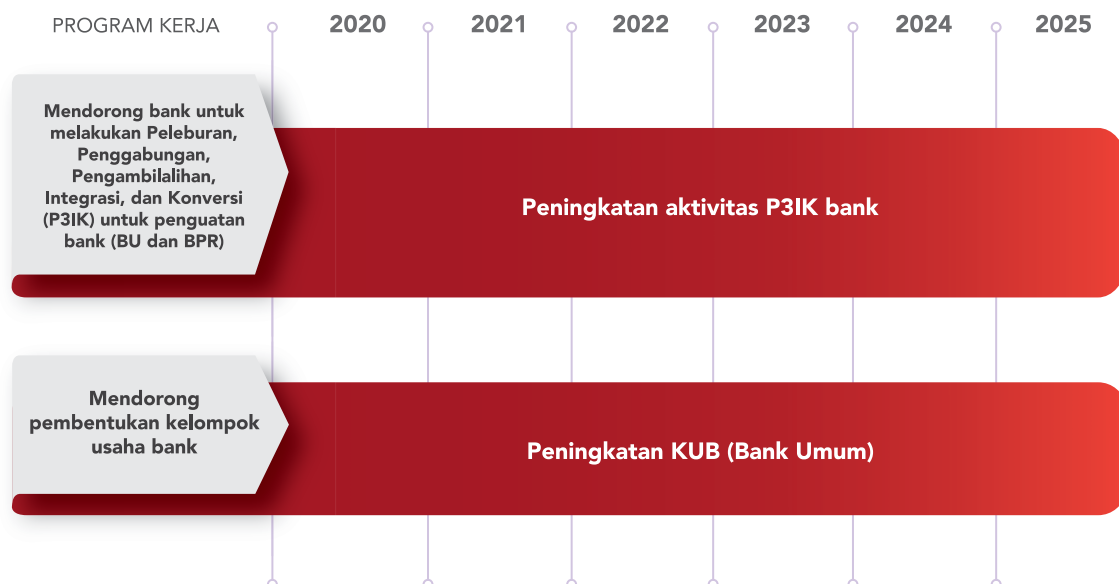 PROGRAM KERJA 2020 2021 2022 2023 2024 2025
Mendorong bank untuk
melakukan Peleburan,
Penggabungan,
Pengambilalihan,
Integrasi, dan Konversi
(P3IK) untuk penguatan
bank (BU dan BPR)
Peningkatan aktivitas P3IK bank
Mendorong
pembentukan kelompok
usaha bank
Peningkatan KUB (Bank Umum)